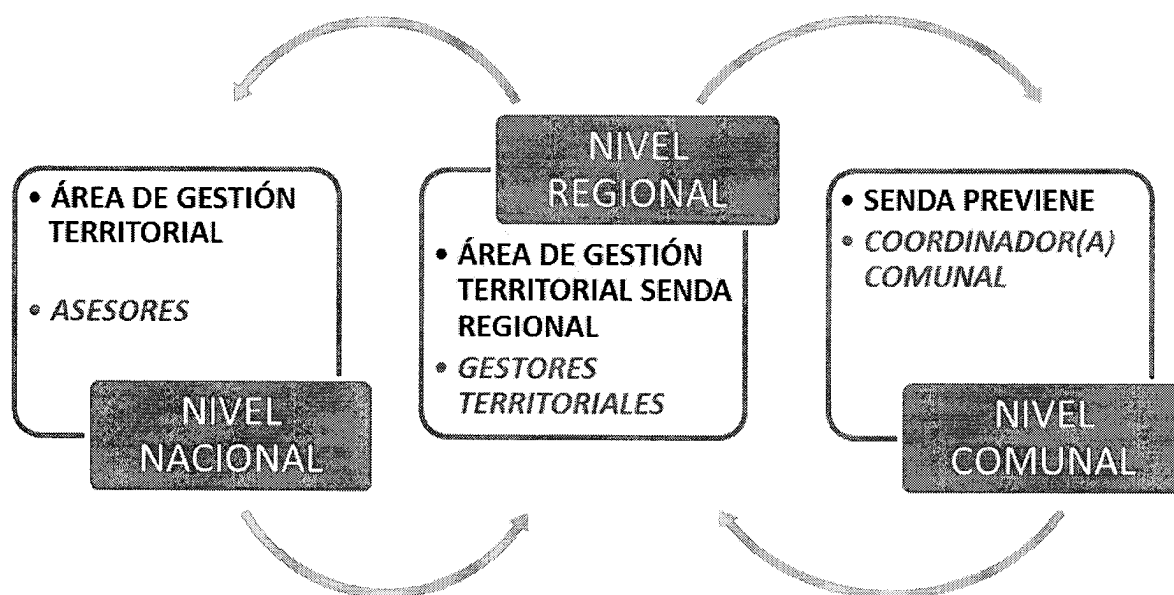 • ÁREA DE GESTIÓN
TERRITORIAL
• ASESORES
NIVEL
NACIONAL
NIVEL
REGIONAL
• ÁREA DE GESTIÓN
TERRITORIAL SENDA
REGIONAL
• GESTORES
TERRITORIALES
• SENDA PREVIENE
• COORDINADOR(A)
COMUNAL
NIVEL
COMUNAL